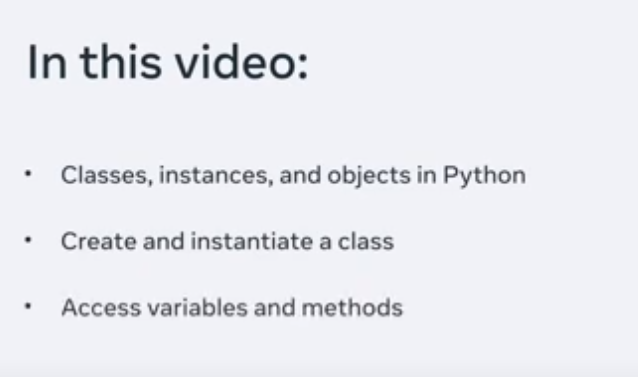 In this video:
• Classes, instances, and objects in Python
• Create and instantiate a class
• Access variables and methods